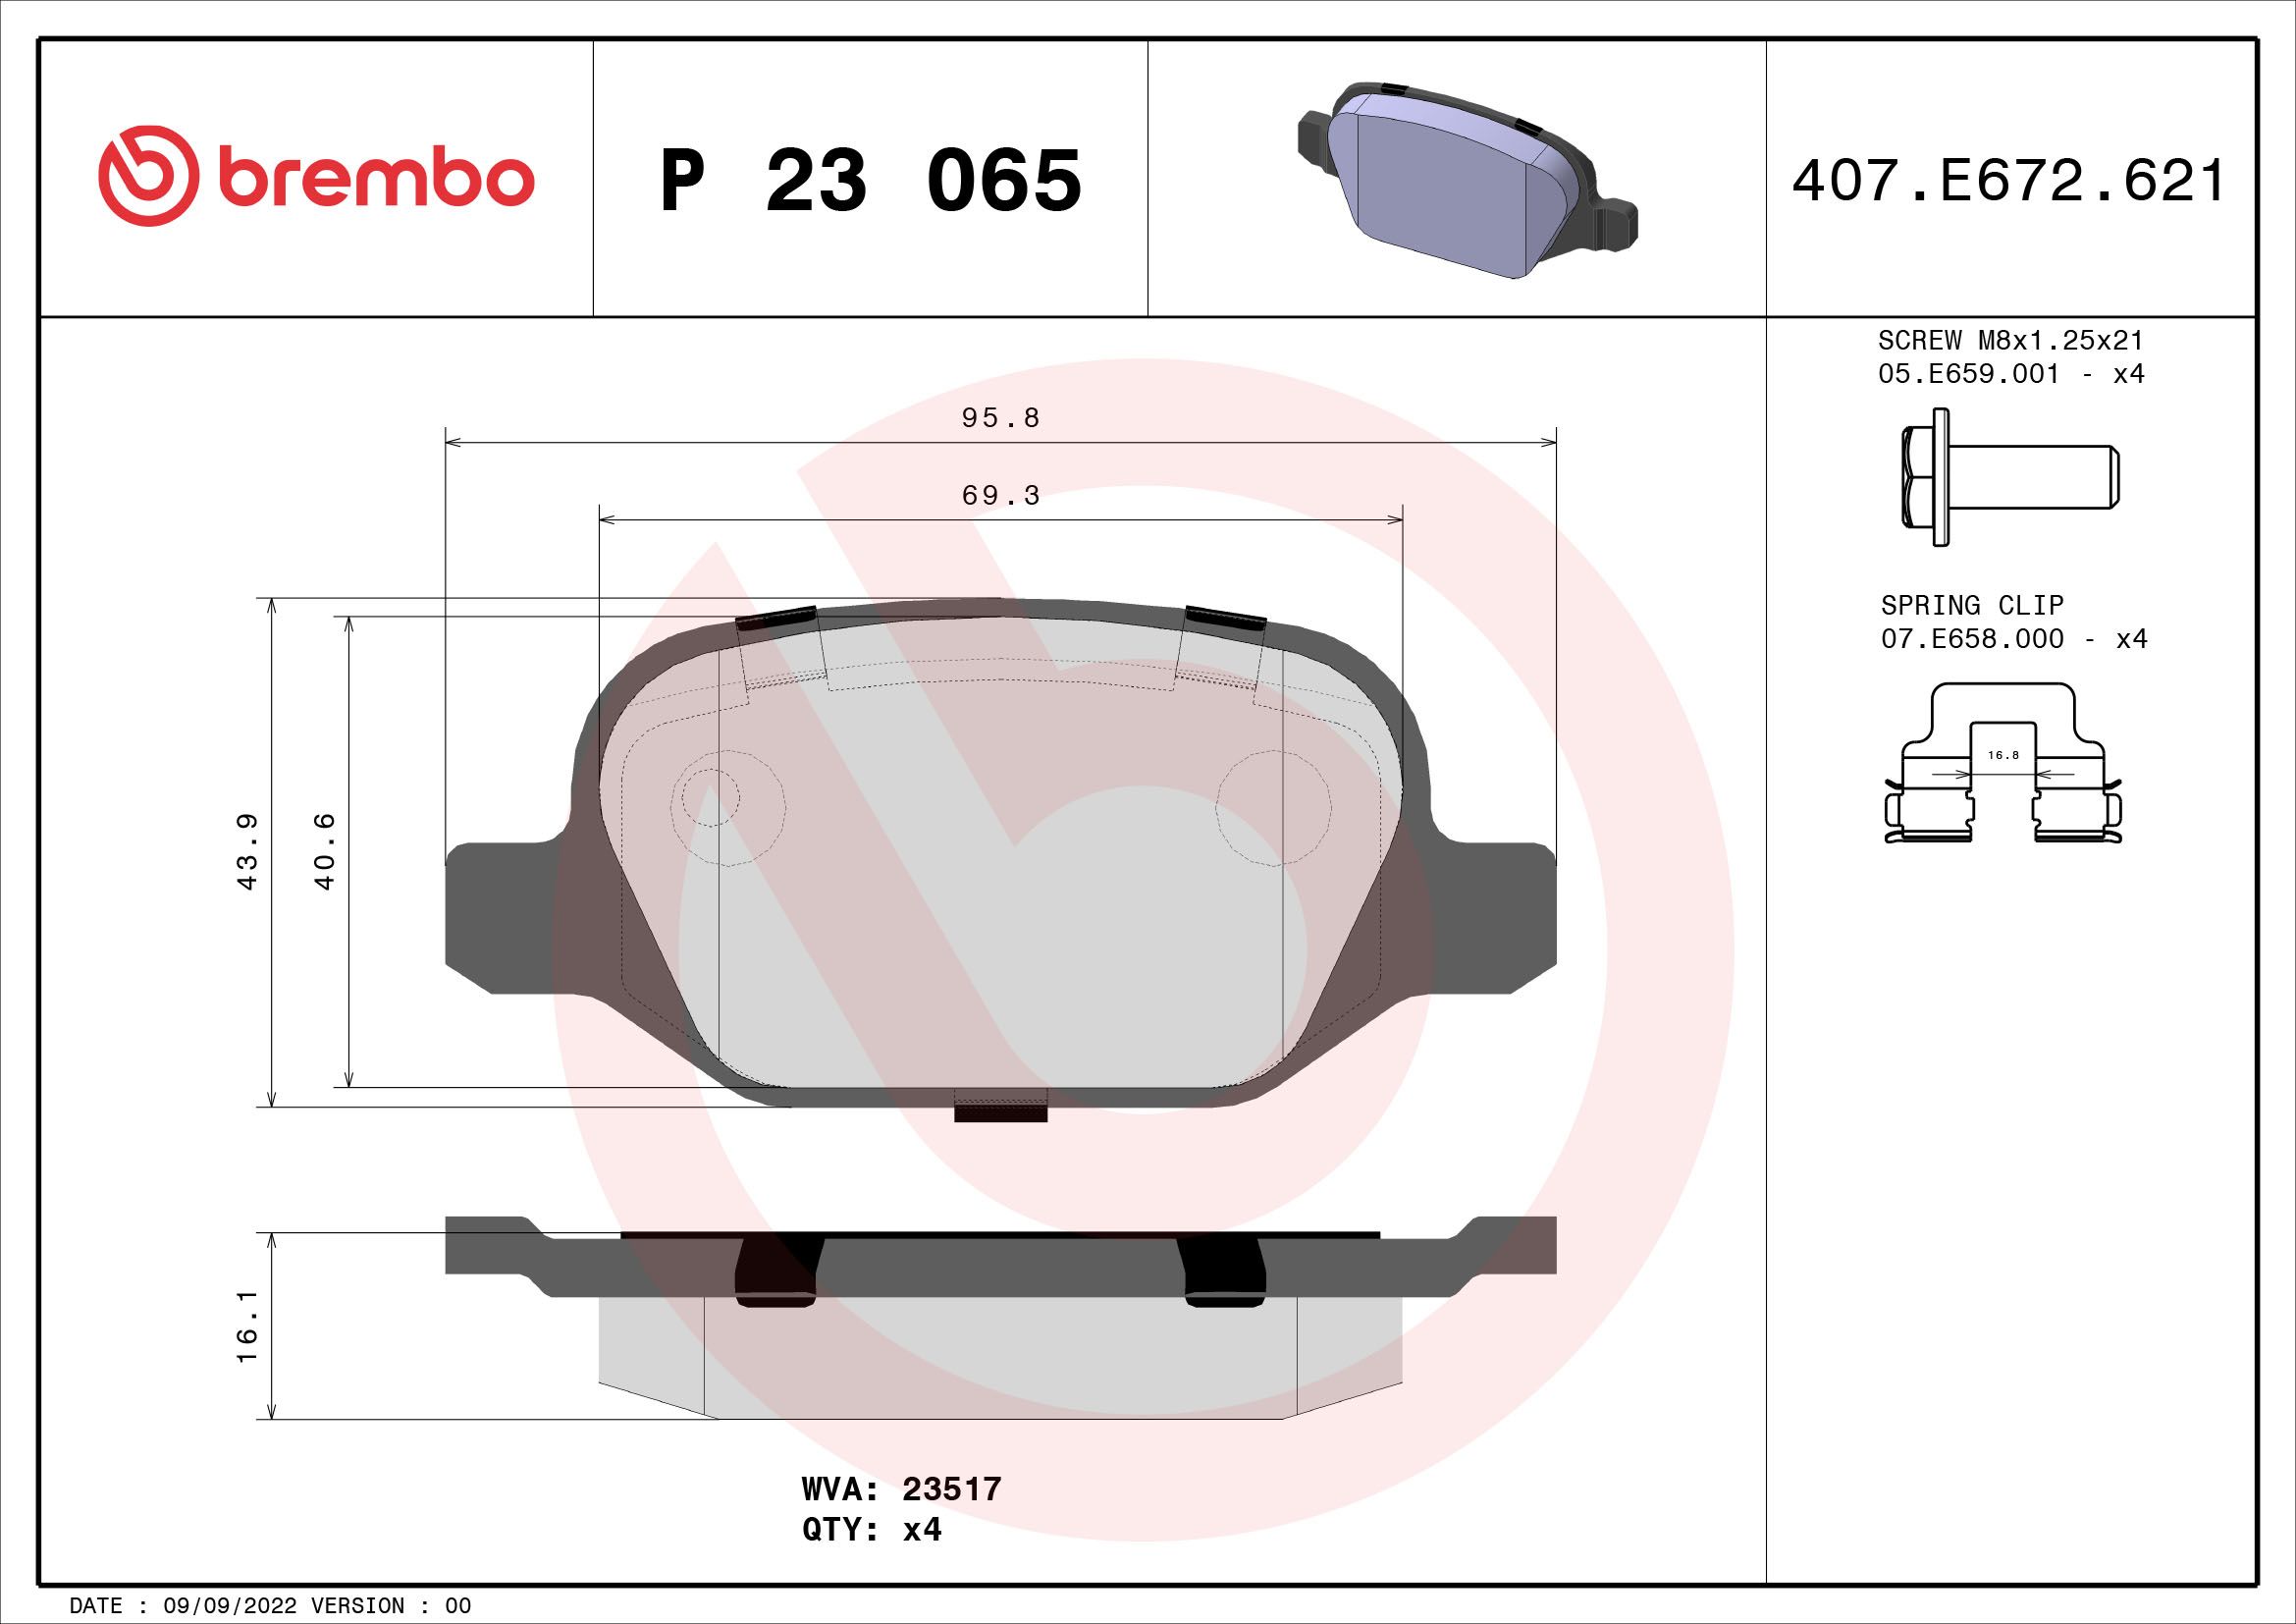 brembo
P 23 065
407.E672.621
SCREW M8x1.25x21
05.E659.001 - x4
SPRING CLIP
07.E658.000 - x4
16.8
95.8
69.3
43.9
40.6
16.1
WVA: 23517
QTY: x4
DATE : 09/09/2022 VERSION : 00